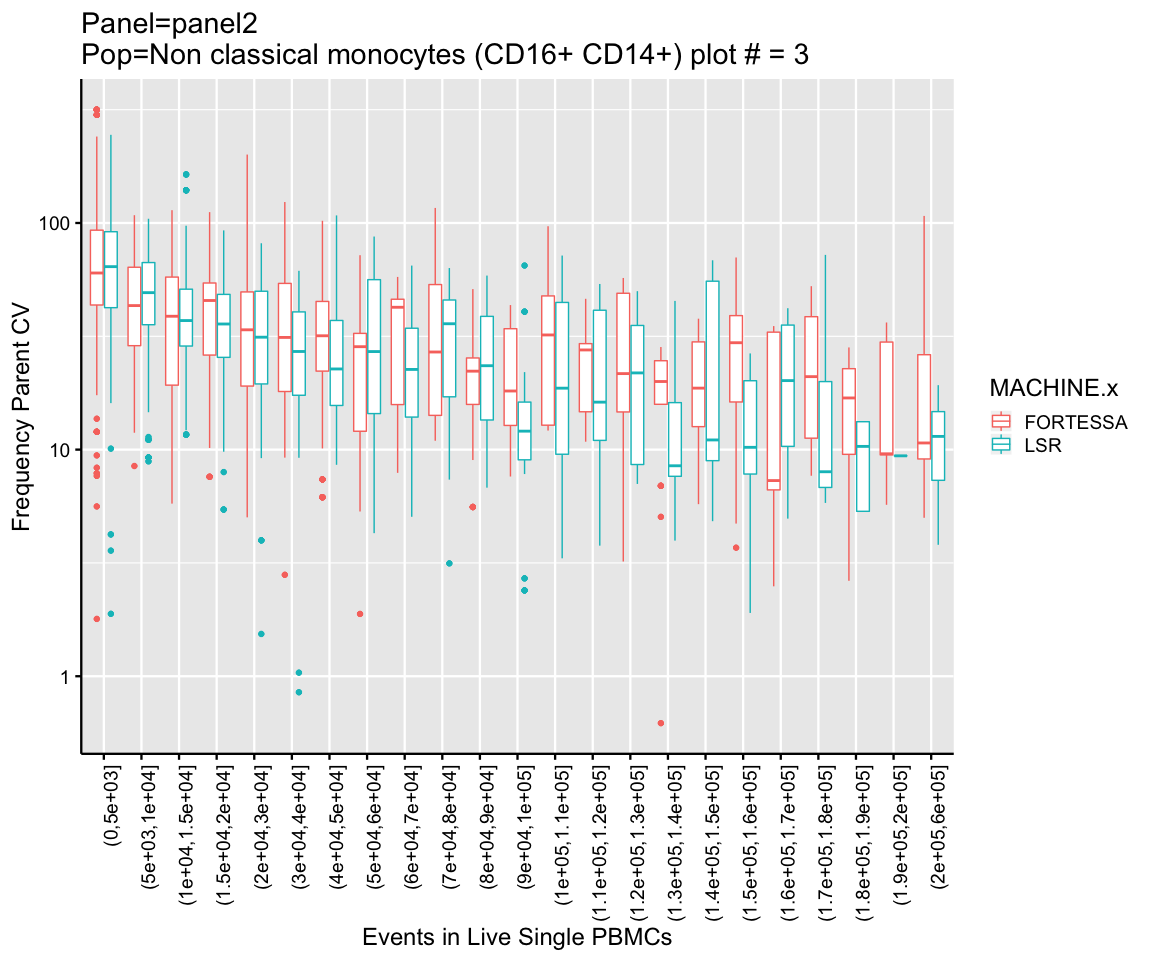 Panel=panel2
Pop=Non classical monocytes (CD16+ CD14+) plot # = 3
Frequency Parent CV
100
10
1
(0,5e+03]
(5e+03,1e+04]
(1e+04,1.5e+04]
(1.5e+04,2e+04]
(2e+04,3e+04]
(3e+04,4e+04]
(4e+04,5e+04]
(5e+04,6e+04]
(6e+04,7e+04]
(7e+04,8e+04]
(8e+04,9e+04]
(9e+04,1e+05]
(1e+05,1.1e+05]
(1.1e+05,1.2e+05]
(1.2e+05,1.3e+05]
(1.3e+05,1.4e+05]
(1.4e+05,1.5e+05]
(1.5e+05,1.6e+05]
(1.6e+05,1.7e+05]
(1.7e+05,1.8e+05]
(1.8e+05,1.9e+05]
(1.9e+05,2e+05]
(2e+05,6e+05]
Events in Live Single PBMCs
MACHINE.x
FORTESSA
LSR